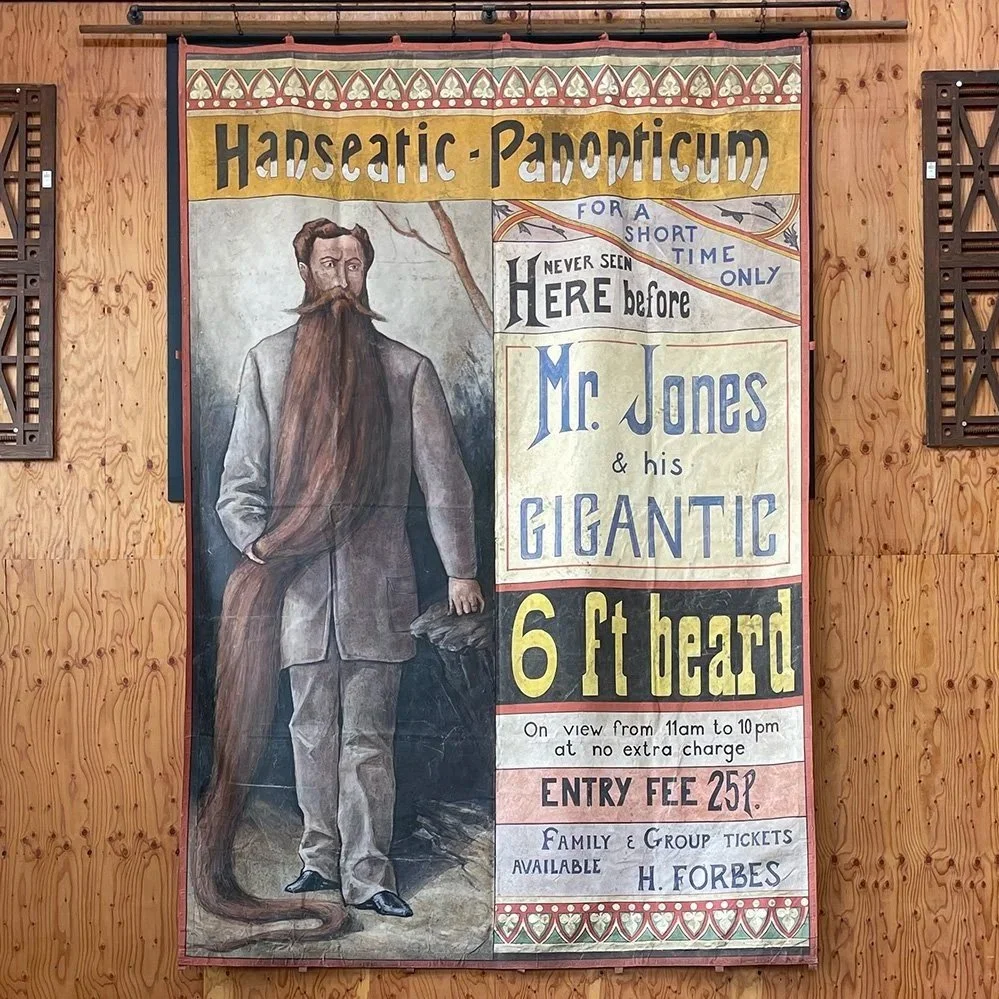 Hanseatic - Panopticum
FOR A
SHORT
TIME
ONLY
NEVER SEEN
HERE before
Mr. Jones
& his
GIGANTIC
6 ft beard
On view from 11am to 10pm
at no extra charge
ENTRY FEE 25p.
FAMILY & GROUP TICKETS
AVAILABLE H. FORBES